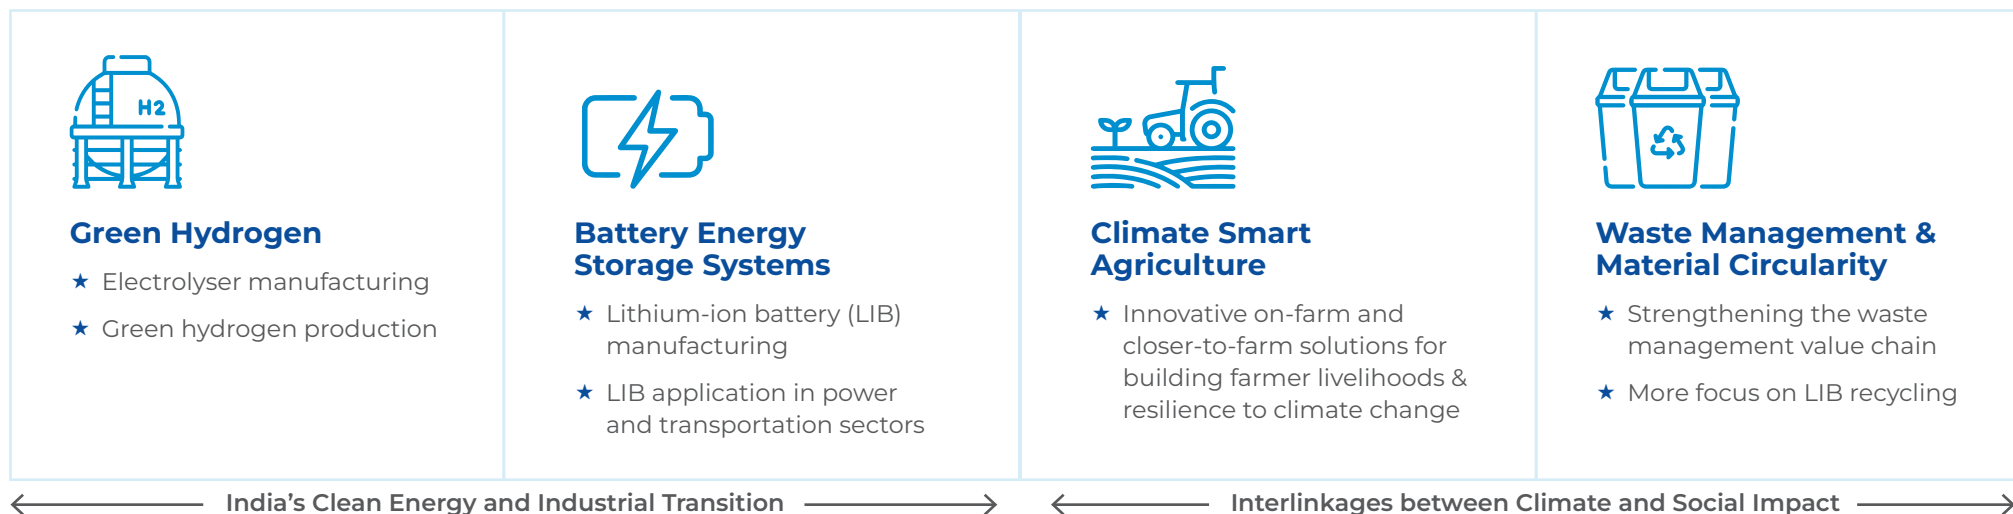 H2
Green Hydrogen
★ Electrolyser manufacturing
★ Green hydrogen production
Battery Energy
Storage Systems
★ Lithium-ion battery (LIB)
manufacturing
★ LIB application in power
and transportation sectors
Climate Smart
Agriculture
★ Innovative on-farm and
closer-to-farm solutions for
building farmer livelihoods &
resilience to climate change
Waste Management &
Material Circularity
★ Strengthening the waste
management value chain
★ More focus on LIB recycling
India’s Clean Energy and Industrial Transition
Interlinkages between Climate and Social Impact